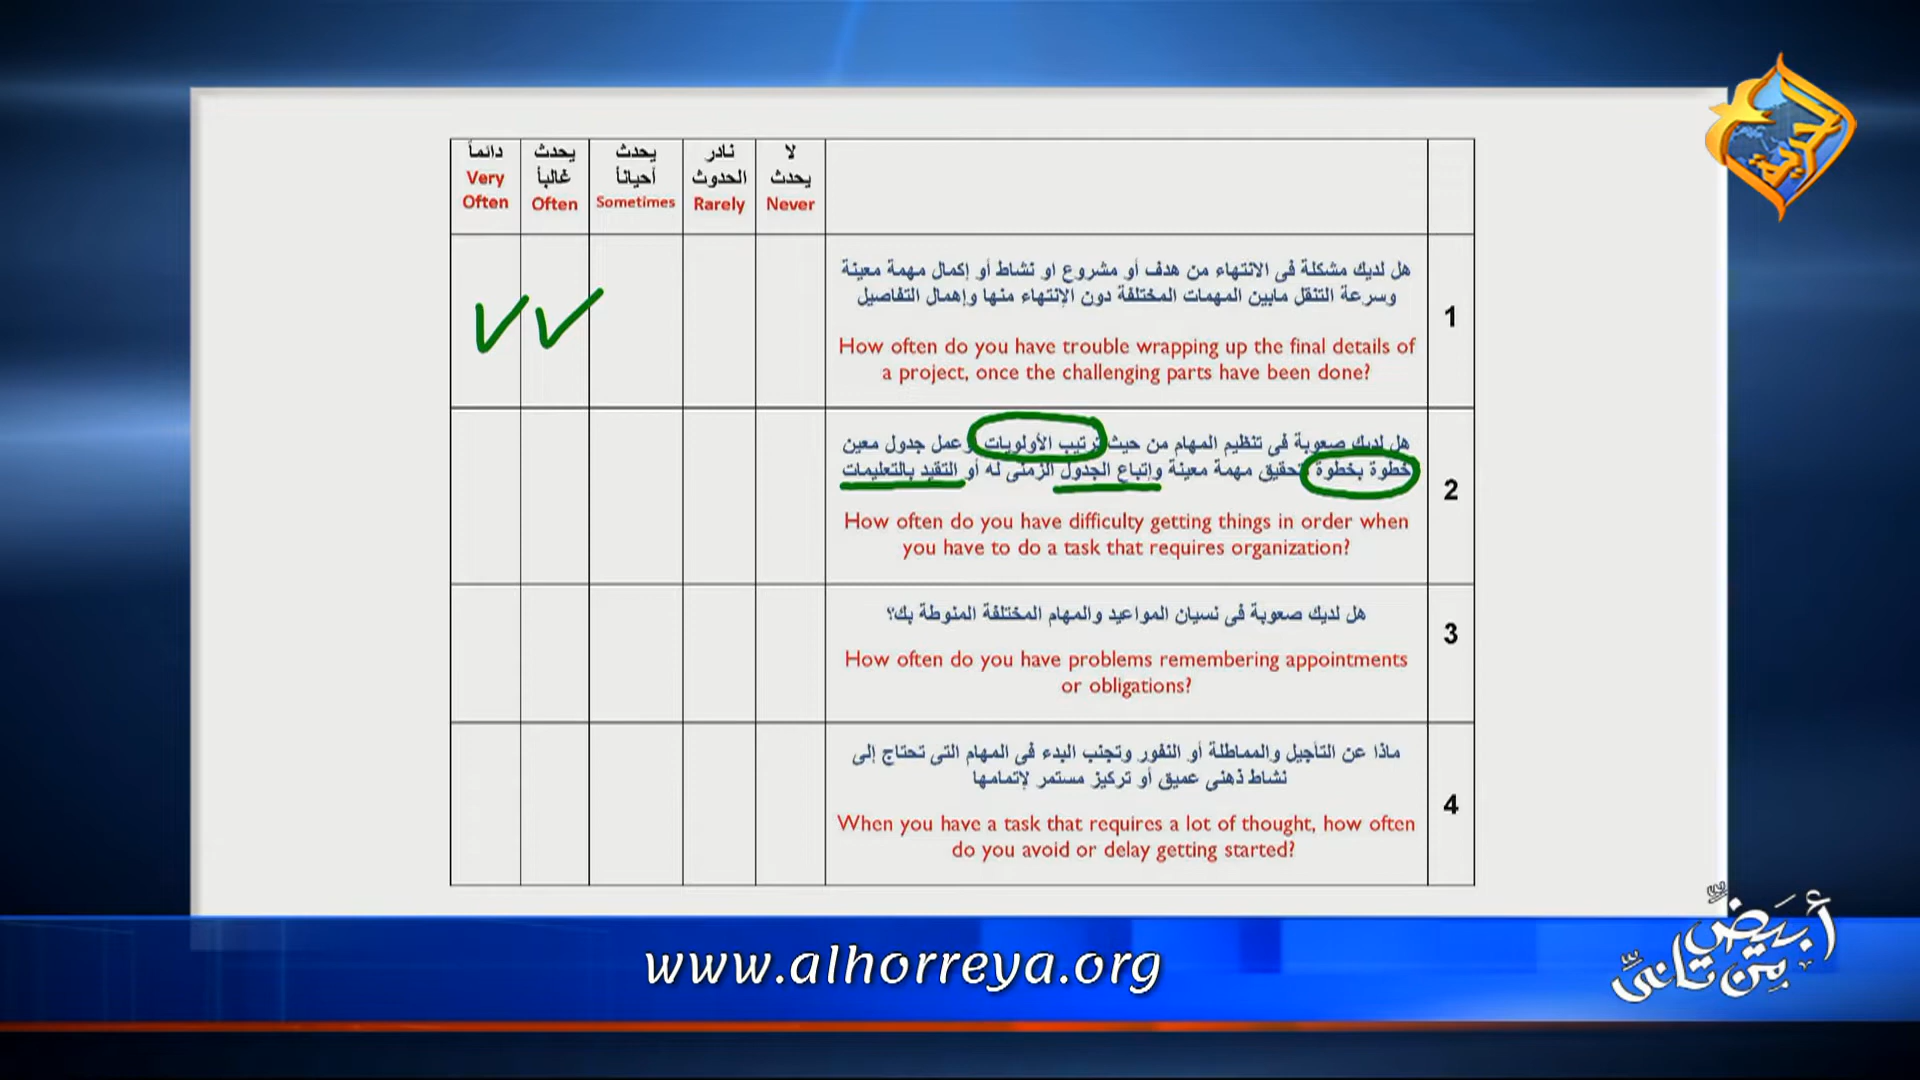 لا
يحدث
Never
نادر
الحدوث
Rarely
يحدث
أحياناً
Sometimes
يحدث
غالباً
Often
دائماً
Very
Often
1
هل لديك مشكلة فى الانتهاء من هدف أو مشروع او نشاط أو إكمال مهمة معينة
وسرعة التنقل مابين المهمات المختلفة دون الإنتهاء منها وإهمال التفاصيل
How often do you have trouble wrapping up the final details of
a project, once the challenging parts have been done?
2
هل لديك صعوبة فى تنظيم المهام من حيث ترتيب الأولويات وعمل جدول معين
خطوة بخطوة لتحقيق مهمة معينة وإتباع الجدول الزمنى له أو التقيد بالتعليمات
How often do you have difficulty getting things in order when
you have to do a task that requires organization?
3
هل لديك صعوبة فى نسيان المواعيد والمهام المختلفة المنوطة بك؟
How often do you have problems remembering appointments
or obligations?
4
ماذا عن التأجيل والمماطلة أو النفور وتجنب البدء فى المهام التى تحتاج إلى
نشاط ذهنى عميق أو تركيز مستمر لإتمامها
When you have a task that requires a lot of thought, how often
do you avoid or delay getting started?
الحرية
www.alhorreya.org
أبيَضّ
مِن تانىّ